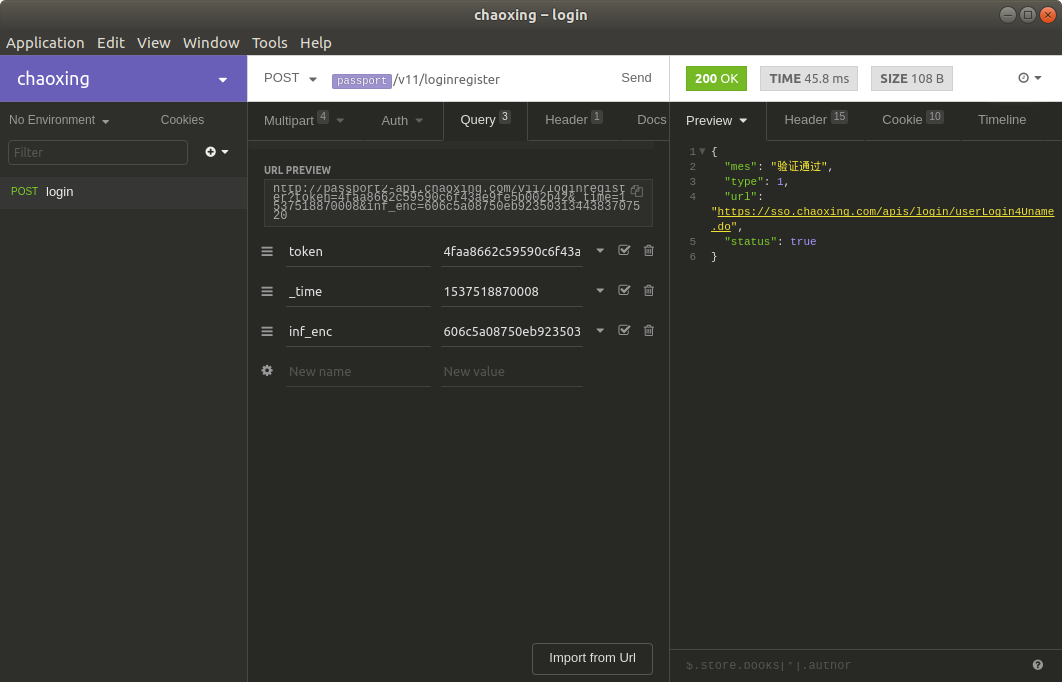 chaoxing – login
Application Edit View Window Tools Help
chaoxing
POST passport/v11/loginregister Send
200 OK TIME 45.8 ms SIZE 108 B
No Environment Cookies
Multipart 4 Auth Query 3 Header 1 Docs
Preview Header 15 Cookie 10 Timeline
Filter
POST login
URL PREVIEW
http://passport2-api.chaoxing.com/v11/loginregist
er?token=4faa8662c59590c6f43ae9fe5b002b42&_time=1
537518870008&inf_enc=606c5a08750eb92350313443837075
20
token 4faa8662c59590c6f43a
_time 1537518870008
inf_enc 606c5a08750eb923503
New name New value
Import from Url
1 {
2 "mes": "验证通过",
3 "type": 1,
4 "url":
"https://sso.chaoxing.com/apis/login/userLogin4Uname
.do",
5 "status": true
6 }
$.store.books[*].author